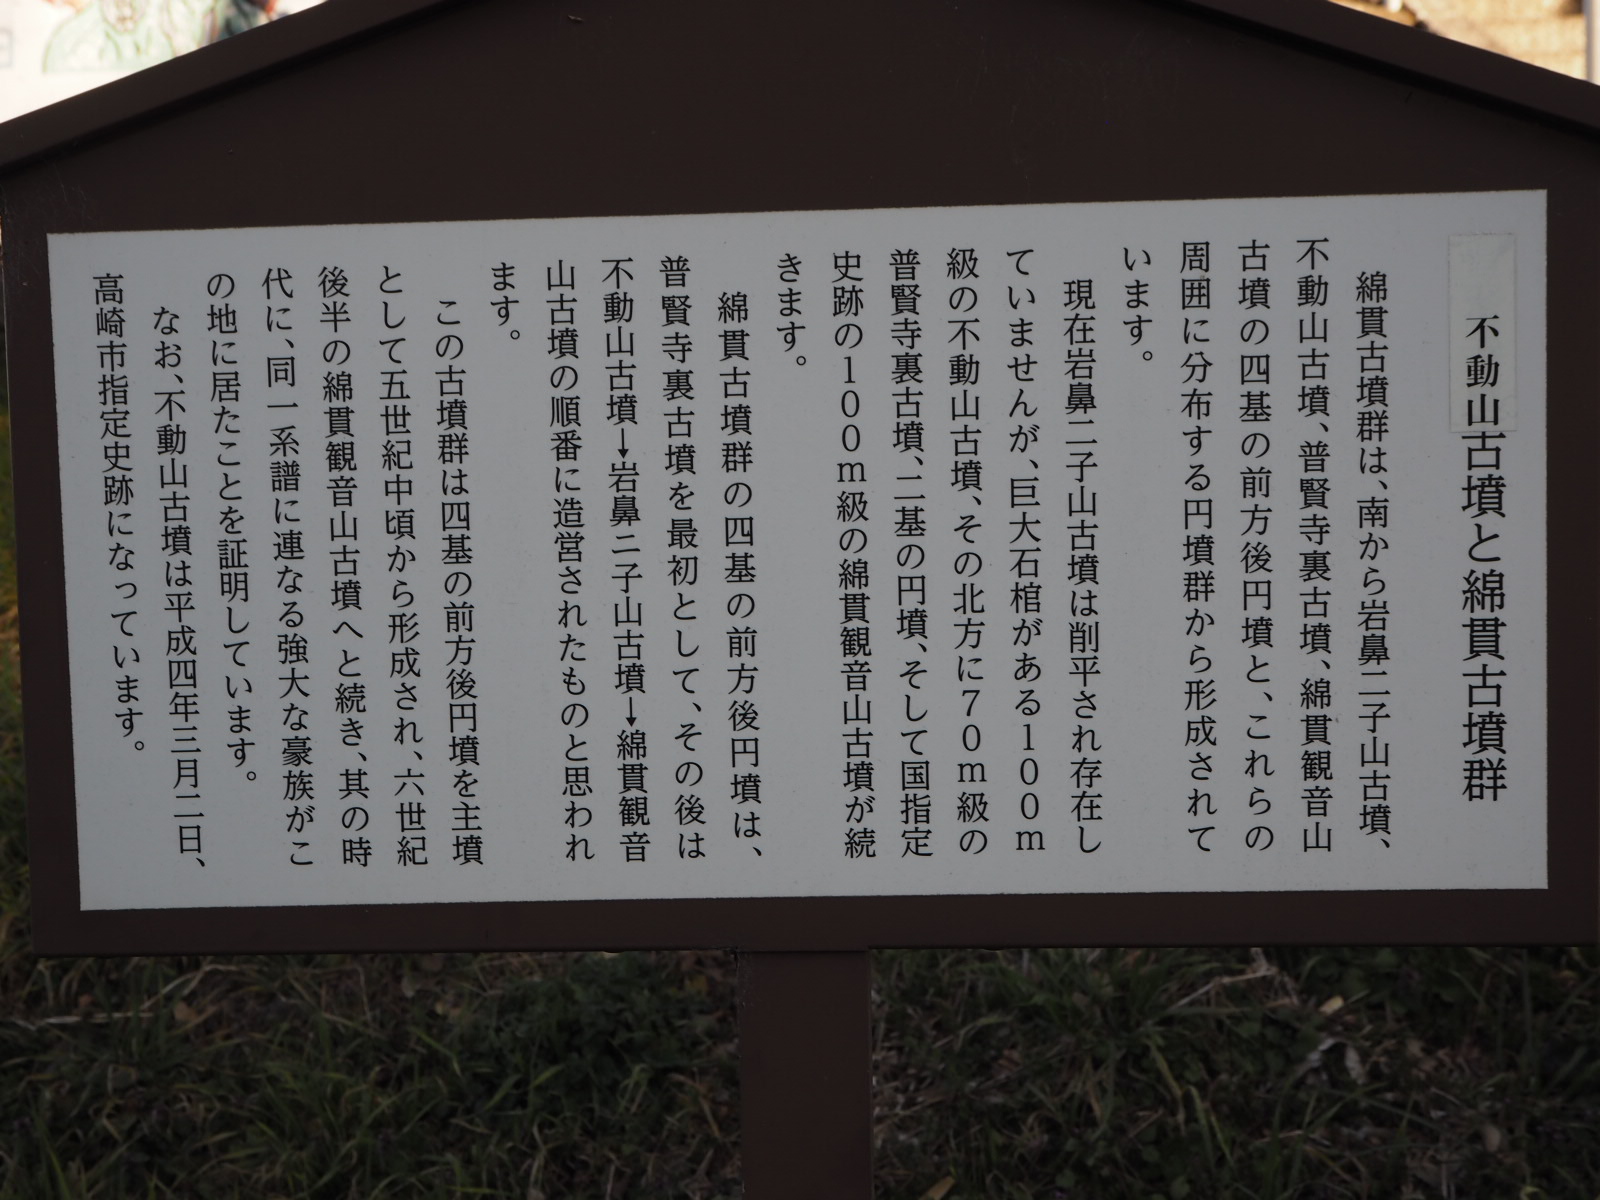 不動山古墳と綿貫古墳群
綿貫古墳群は、南から岩鼻二子山古墳、
不動山古墳、普賢寺裏古墳、綿貫観音山
古墳の四基の前方後円墳と、これらの
周囲に分布する円墳群から形成されて
います。
現在岩鼻二子山古墳は削平され存在し
ていませんが、巨大石棺がある100m
級の不動山古墳、その北方に70m級の
普賢寺裏古墳、二基の円墳、そして国指定
史跡の100m級の綿貫観音山古墳が続
きます。
綿貫古墳群の四基の前方後円墳は、
普賢寺裏古墳を最初として、その後は
不動山古墳→岩鼻ニ子山古墳→綿貫観音
山古墳の順番に造営されたものと思われ
ます。
この古墳群は四基の前方後円墳を主墳
として五世紀中頃から形成され、六世紀
後半の綿貫観音山古墳へと続き、其の時
代に、同一系譜に連なる強大な豪族がこ
の地に居たことを証明しています。
なお、不動山古墳は平成四年三月二日、
高崎市指定史跡になっています。